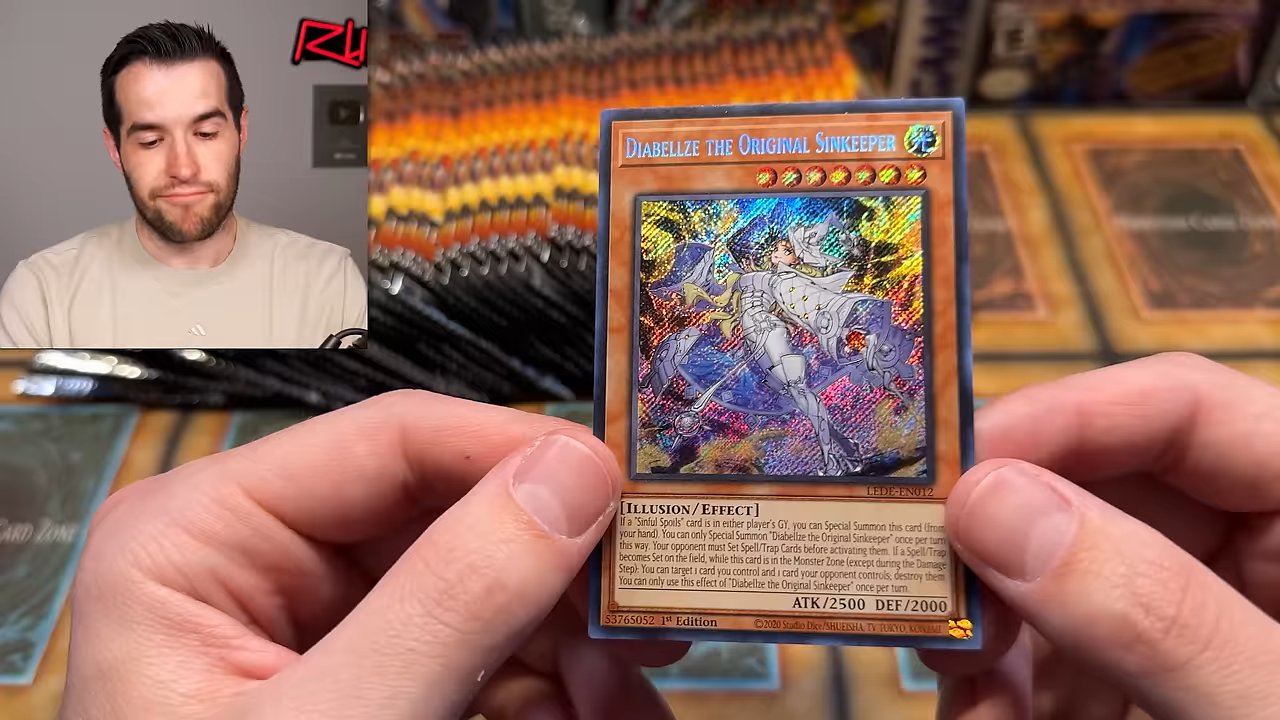 RU
DIABELLZE THE ORIGINAL SINKEEPER
光
LEDE-EN012
[ILLUSION/EFFECT]
If a "Sinful Spoils" card is in either player's GY, you can Special Summon this card (from
your hand). You can only Special Summon "Diabellze the Original Sinkeeper" once per turn
this way. Your opponent must Set Spell/Trap Cards before activating them. If a Spell/Trap
becomes Set on the field, while this card is in the Monster Zone (except during the Damage
Step): You can target 1 card you control and 1 card your opponent controls; destroy them.
You can only use this effect of "Diabellze the Original Sinkeeper" once per turn.
ATK/2500 DEF/2000
53765052 1st Edition
©2020 Studio Dice/SHUEISHA, TV TOKYO, KONAMI
CARD ZONE